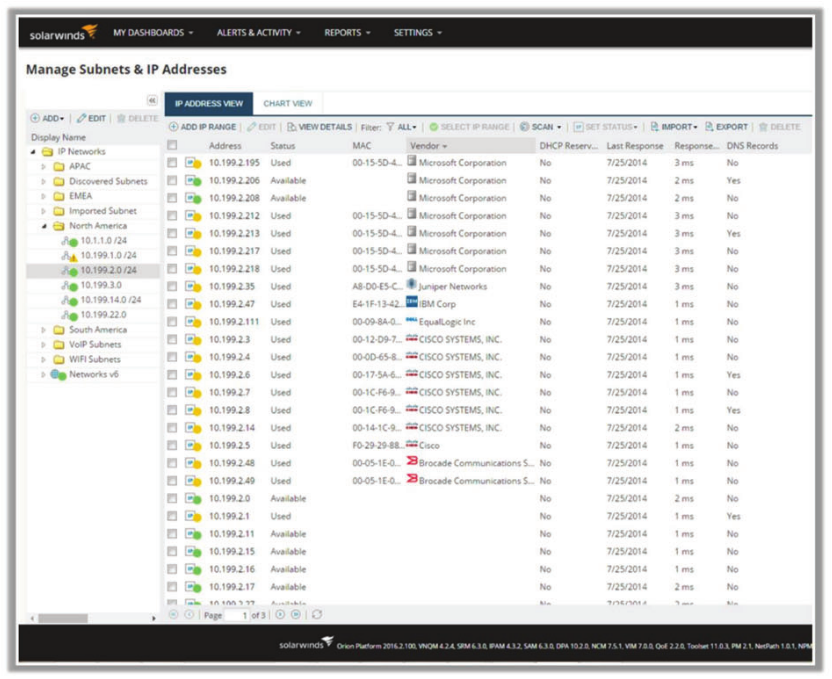 solarwinds MY DASHBOARDS ALERTS & ACTIVITY REPORTS SETTINGS
Manage Subnets & IP Addresses
IP ADDRESS VIEW CHART VIEW
ADD EDIT DELETE
ADD IP RANGE EDIT VIEW DETAILS Filter: ALL SELECT IP RANGE SCAN SET STATUS IMPORT EXPORT DELETE
Display Name
IP Networks
APAC
Discovered Subnets
EMEA
Imported Subnet
North America
10.1.1.0 /24
10.199.1.0 /24
10.199.2.0 /24
10.199.3.0
10.199.14.0 /24
10.199.22.0
South America
VoIP Subnets
WIFI Subnets
Networks v6
Address Status MAC Vendor DHCP Reserv... Last Response Response... DNS Records
10.199.2.195 Used 00-15-5D-4... Microsoft Corporation No 7/25/2014 3 ms No
10.199.2.206 Available Microsoft Corporation No 7/25/2014 2 ms Yes
10.199.2.208 Available Microsoft Corporation No 7/25/2014 2 ms No
10.199.2.212 Used 00-15-5D-4... Microsoft Corporation No 7/25/2014 3 ms No
10.199.2.213 Used 00-15-5D-4... Microsoft Corporation No 7/25/2014 3 ms Yes
10.199.2.217 Used 00-15-5D-4... Microsoft Corporation No 7/25/2014 3 ms No
10.199.2.218 Used 00-15-5D-4... Microsoft Corporation No 7/25/2014 3 ms No
10.199.2.35 Used A8-D0-E5-C... Juniper Networks No 7/25/2014 3 ms No
10.199.2.47 Used E4-1F-13-42... IBM Corp No 7/25/2014 1 ms No
10.199.2.111 Used 00-09-8A-0... EqualLogic Inc No 7/25/2014 1 ms No
10.199.2.3 Used 00-12-D9-7... CISCO SYSTEMS, INC. No 7/25/2014 1 ms No
10.199.2.4 Used 00-0D-65-8... CISCO SYSTEMS, INC. No 7/25/2014 1 ms No
10.199.2.6 Used 00-17-5A-6... CISCO SYSTEMS, INC. No 7/25/2014 1 ms Yes
10.199.2.7 Used 00-1C-F6-9... CISCO SYSTEMS, INC. No 7/25/2014 1 ms No
10.199.2.8 Used 00-1C-F6-9... CISCO SYSTEMS, INC. No 7/25/2014 1 ms Yes
10.199.2.14 Used 00-14-1C-9... CISCO SYSTEMS, INC. No 7/25/2014 2 ms No
10.199.2.5 Used F0-29-29-88... Cisco No 7/25/2014 1 ms No
10.199.2.48 Used 00-05-1E-0... Brocade Communications S... No 7/25/2014 1 ms No
10.199.2.49 Used 00-05-1E-0... Brocade Communications S... No 7/25/2014 1 ms No
10.199.2.0 Available No 7/25/2014 2 ms No
10.199.2.1 Used No 7/25/2014 1 ms Yes
10.199.2.11 Available No 7/25/2014 1 ms No
10.199.2.15 Available No 7/25/2014 1 ms No
10.199.2.16 Available No 7/25/2014 1 ms No
10.199.2.17 Available No 7/25/2014 2 ms No
10.199.2.27 Available No 7/25/2014 2 ms No
Page 1 of 3
solarwinds Orion Platform 2016.2.100, VNQM 4.2.4, SRM 6.3.0, IPAM 4.3.2, SAM 6.3.0, DPA 10.2.0, NCM 7.5.1, VIM 7.0.0, QoE 2.2.0, Toolset 11.0.3, PM 2.1, NetPath 1.0.1, NPM